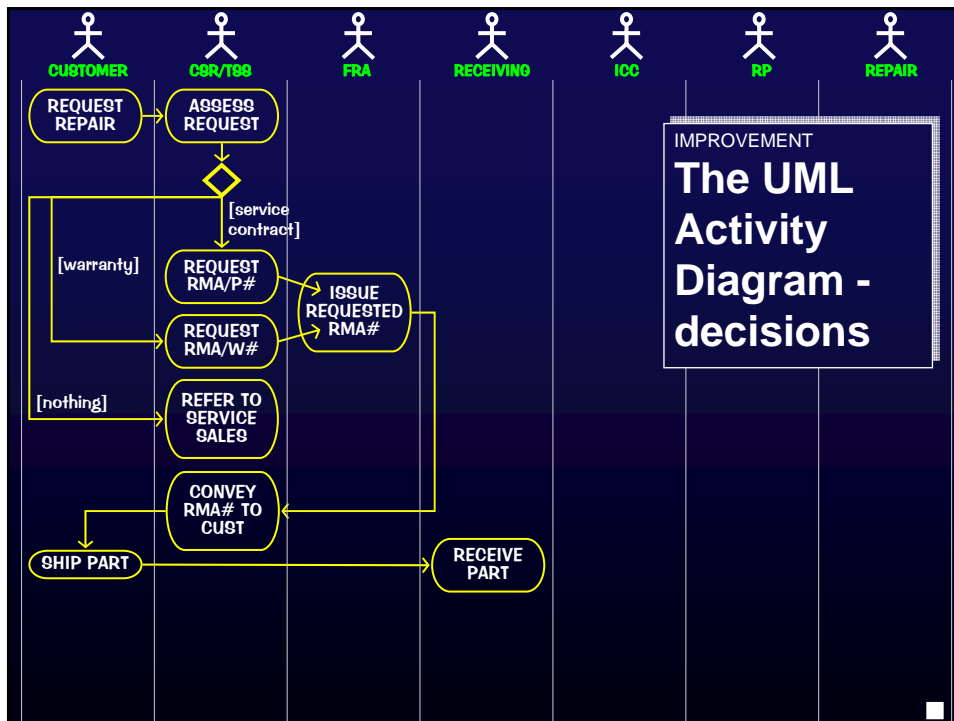 CUSTOMER
CSR/TSS
FRA
RECEIVING
ICC
RP
REPAIR
REQUEST
REPAIR
ASSESS
REQUEST
IMPROVEMENT
The UML
Activity
Diagram -
decisions
[service
contract]
[warranty]
REQUEST
RMA/P#
ISSUE
REQUESTED
RMA#
REQUEST
RMA/W#
[nothing]
REFER TO
SERVICE
SALES
CONVEY
RMA# TO
CUST
SHIP PART
RECEIVE
PART